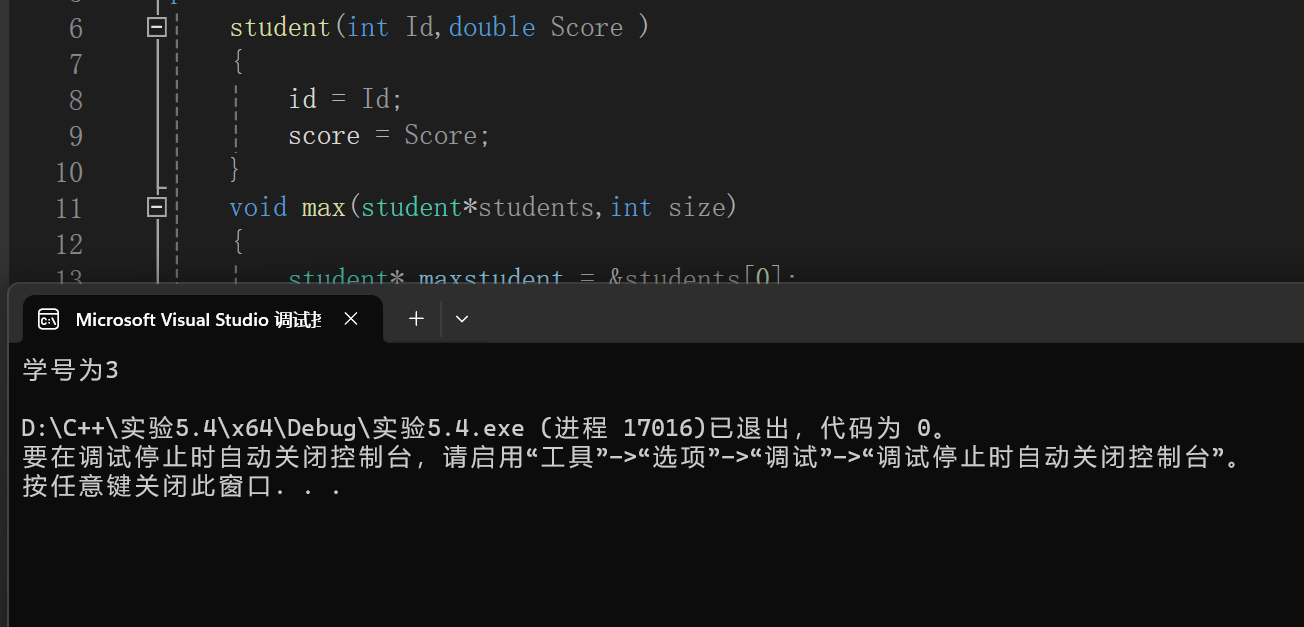 6 student(int Id,double Score )
7 {
8 id = Id;
9 score = Score;
10 }
11 void max(student*students,int size)
12 {
13 student* maxstudent = &students[0];
Microsoft Visual Studio 调试
学号为3
D:\C++\实验5.4\x64\Debug\实验5.4.exe (进程 17016)已退出，代码为 0。
要在调试停止时自动关闭控制台，请启用“工具”->“选项”->“调试”->“调试停止时自动关闭控制台”。
按任意键关闭此窗口. . .